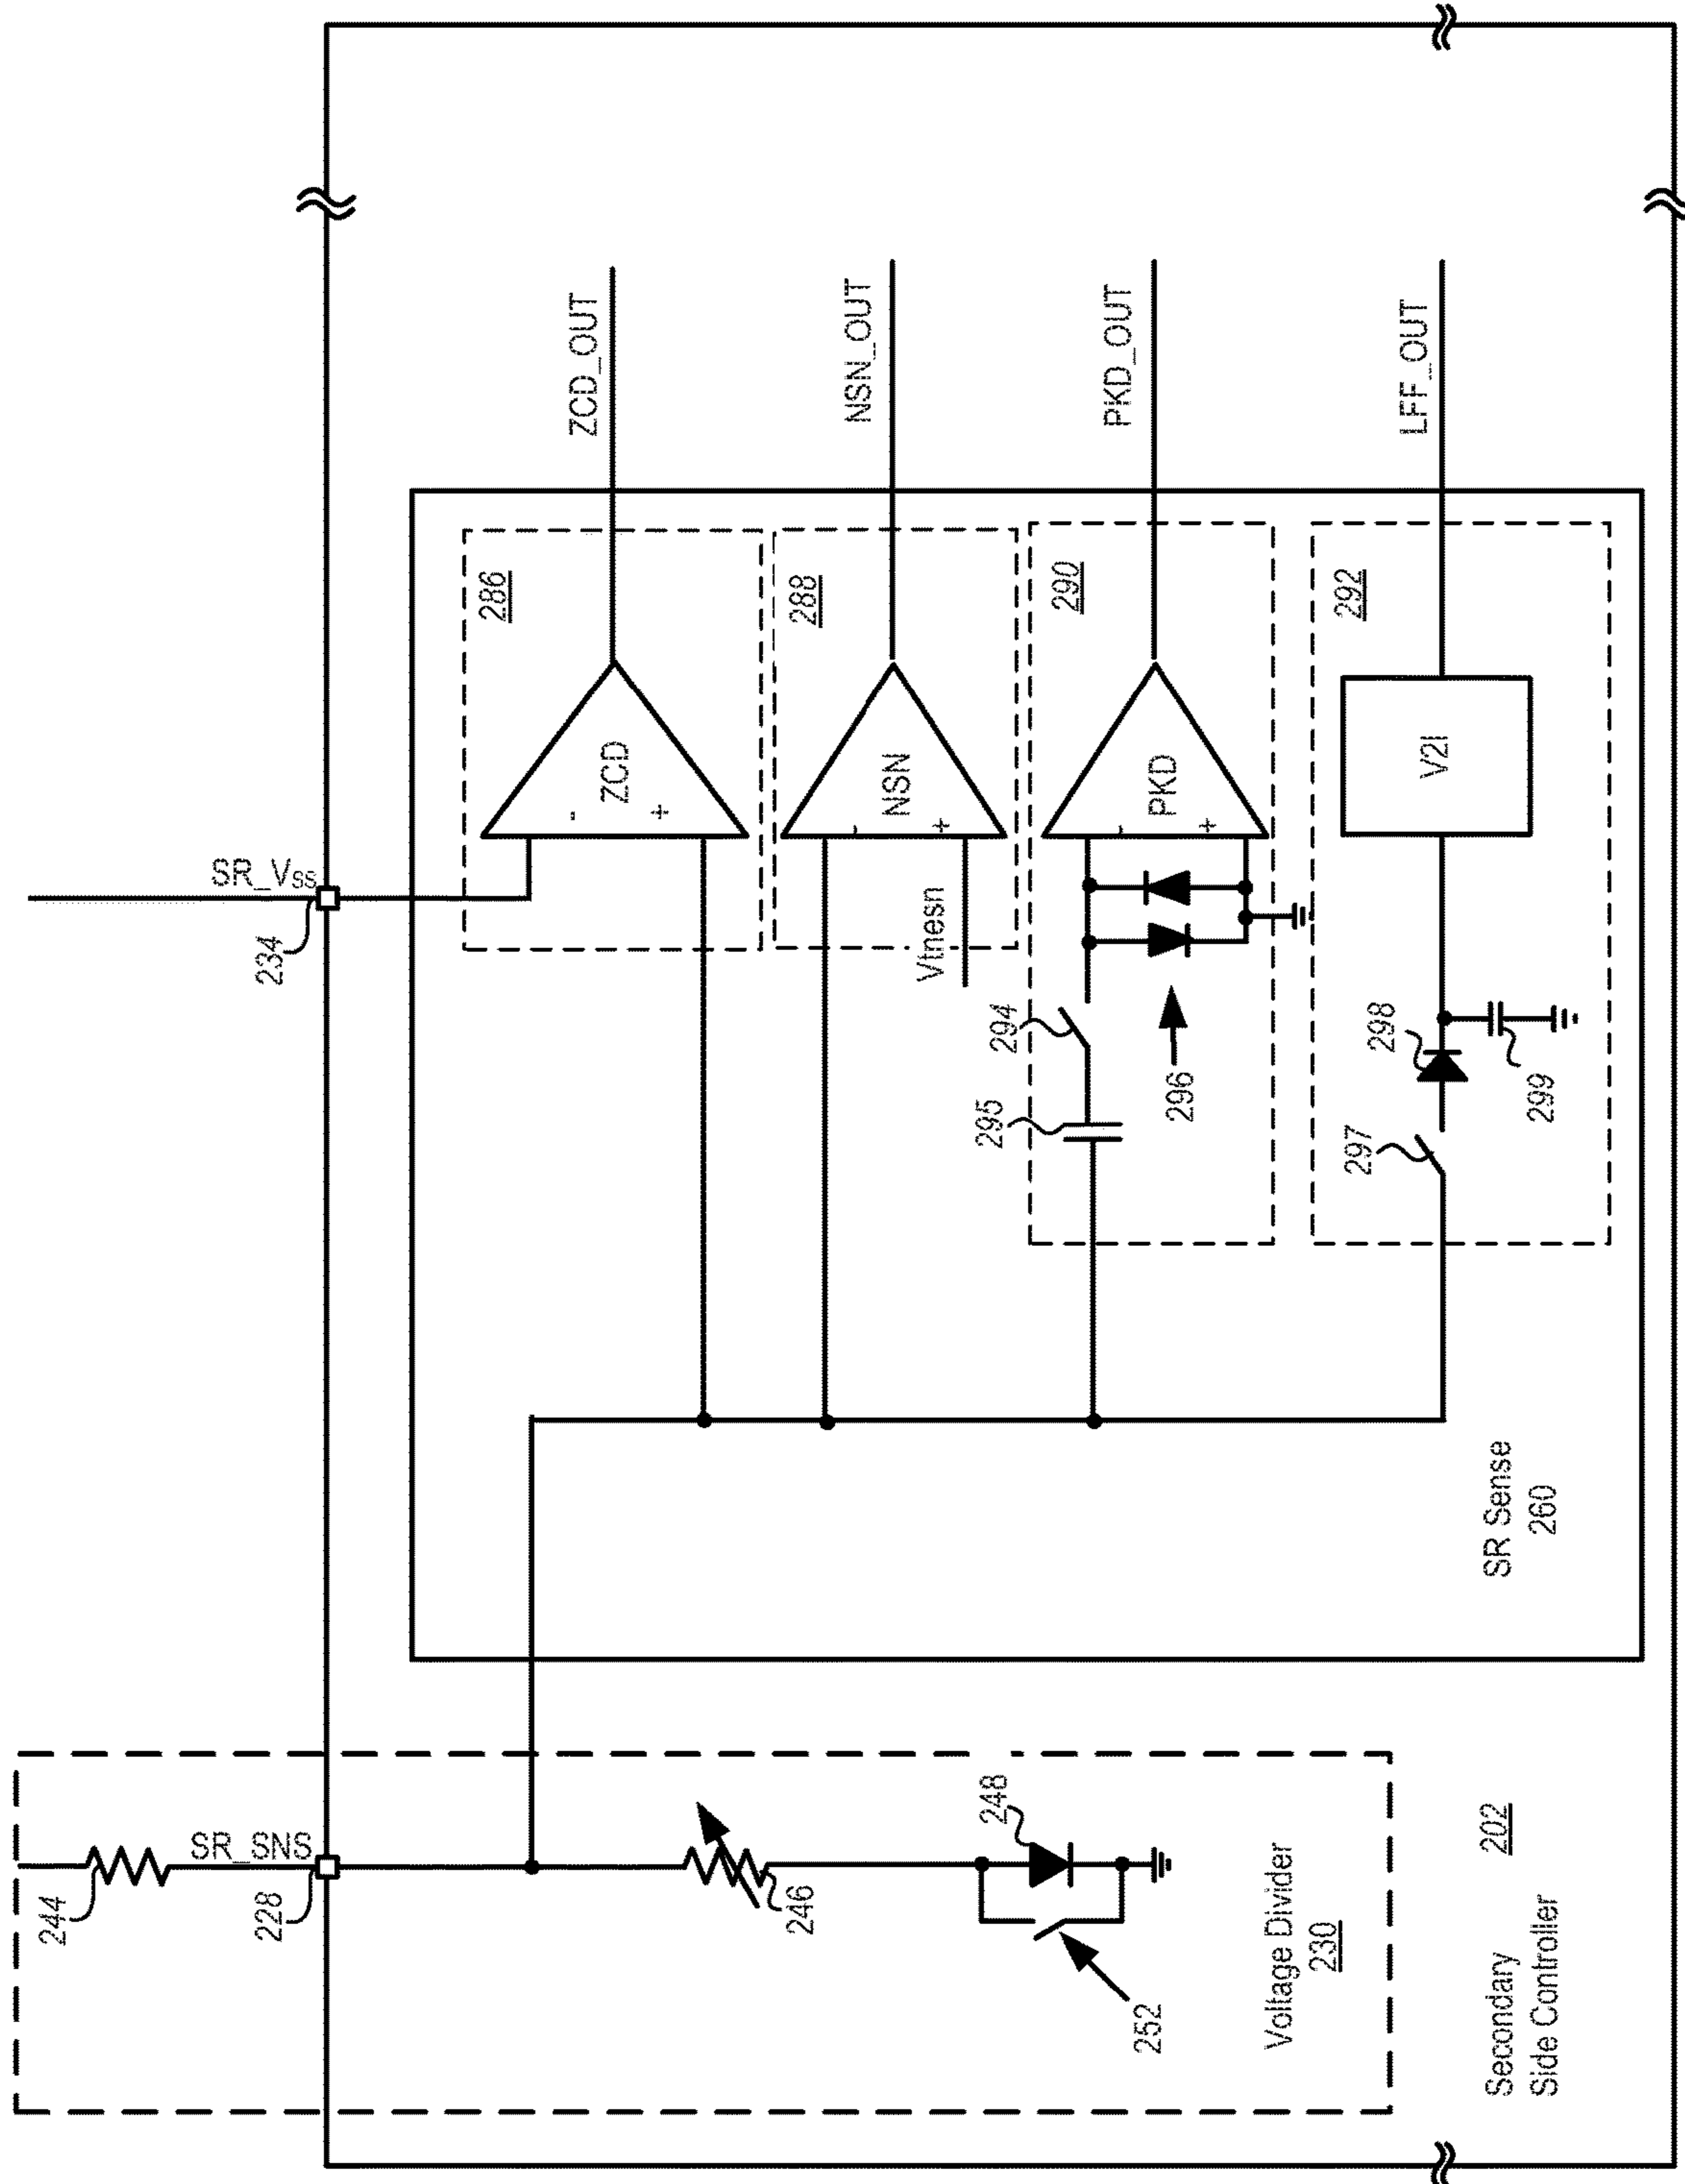 244
SR_SNS
228
246
248
252
Voltage Divider
230
202
Secondary
Side Controller
SR_VSS
234
SR Sense
260
286
ZCD
-
+
ZCD_OUT
288
NSN
-
+
Vtnesn
NSN_OUT
290
PKD
-
+
294
295
296
PKD_OUT
292
V2I
297
298
299
LFF_OUT